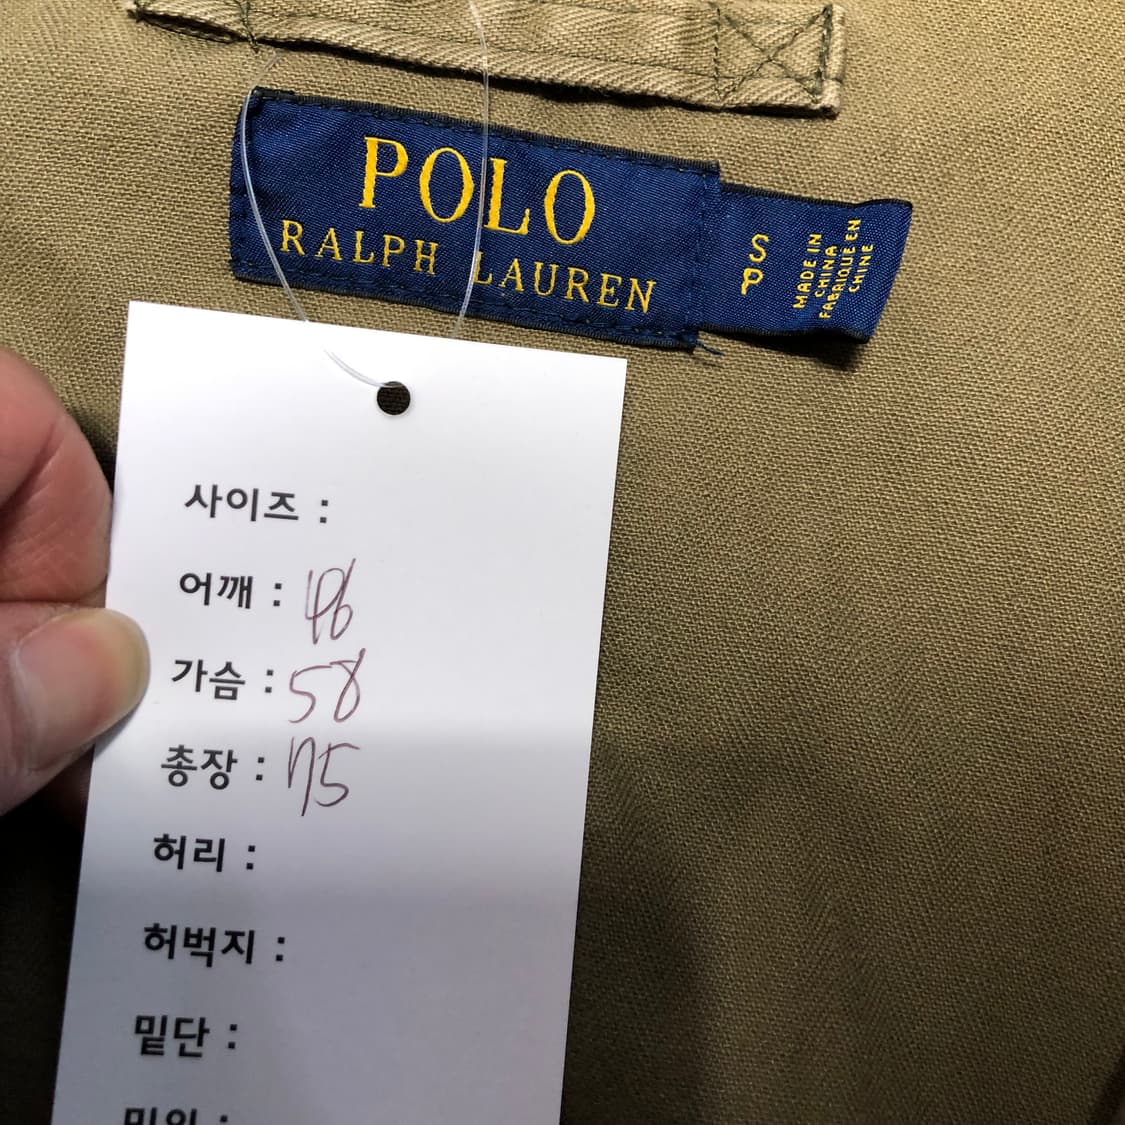 POLO
RALPH LAUREN
S
P
MADE IN
CHINA
FABRIQUE EN
CHINE
사이즈 :
어깨 : 46
가슴 : 58
총장 : 75
허리 :
허벅지 :
밑단 :